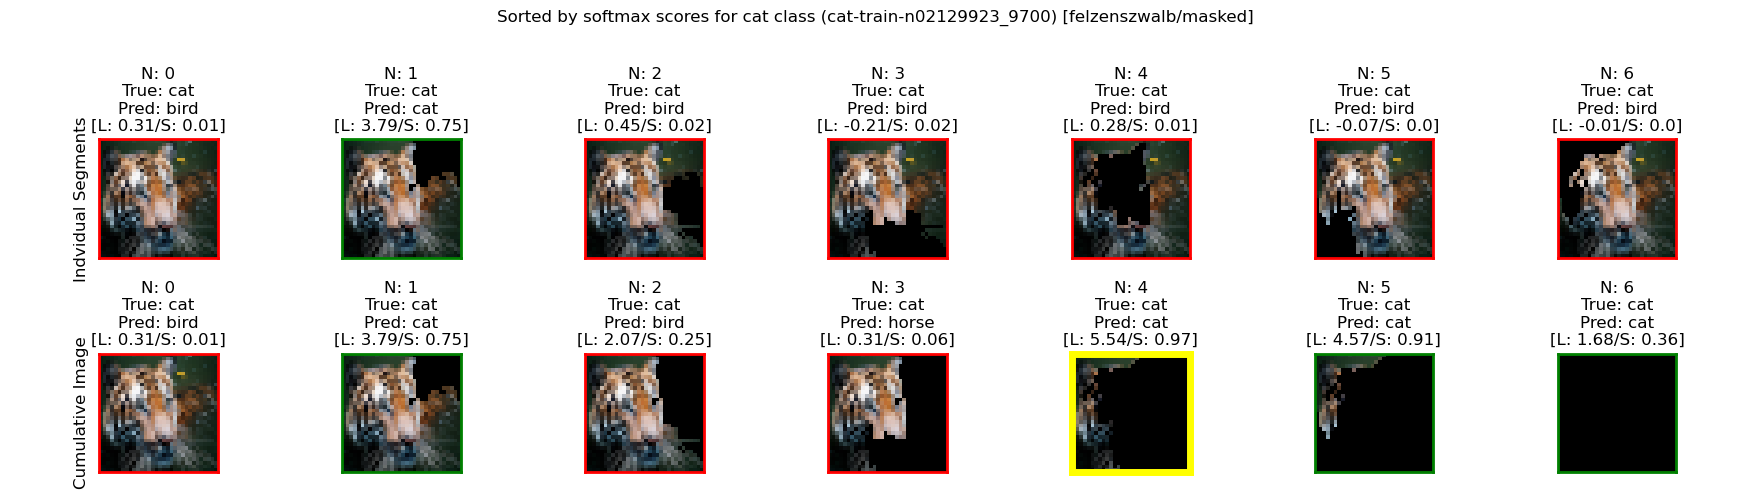 Sorted by softmax scores for cat class (cat-train-n02129923_9700) [felzenszwalb/masked]
Indvidual Segments
N: 0
True: cat
Pred: bird
[L: 0.31/S: 0.01]
N: 1
True: cat
Pred: cat
[L: 3.79/S: 0.75]
N: 2
True: cat
Pred: bird
[L: 0.45/S: 0.02]
N: 3
True: cat
Pred: bird
[L: -0.21/S: 0.02]
N: 4
True: cat
Pred: bird
[L: 0.28/S: 0.01]
N: 5
True: cat
Pred: bird
[L: -0.07/S: 0.0]
N: 6
True: cat
Pred: bird
[L: -0.01/S: 0.0]
Cumulative Image
N: 0
True: cat
Pred: bird
[L: 0.31/S: 0.01]
N: 1
True: cat
Pred: cat
[L: 3.79/S: 0.75]
N: 2
True: cat
Pred: bird
[L: 2.07/S: 0.25]
N: 3
True: cat
Pred: horse
[L: 0.31/S: 0.06]
N: 4
True: cat
Pred: cat
[L: 5.54/S: 0.97]
N: 5
True: cat
Pred: cat
[L: 4.57/S: 0.91]
N: 6
True: cat
Pred: cat
[L: 1.68/S: 0.36]